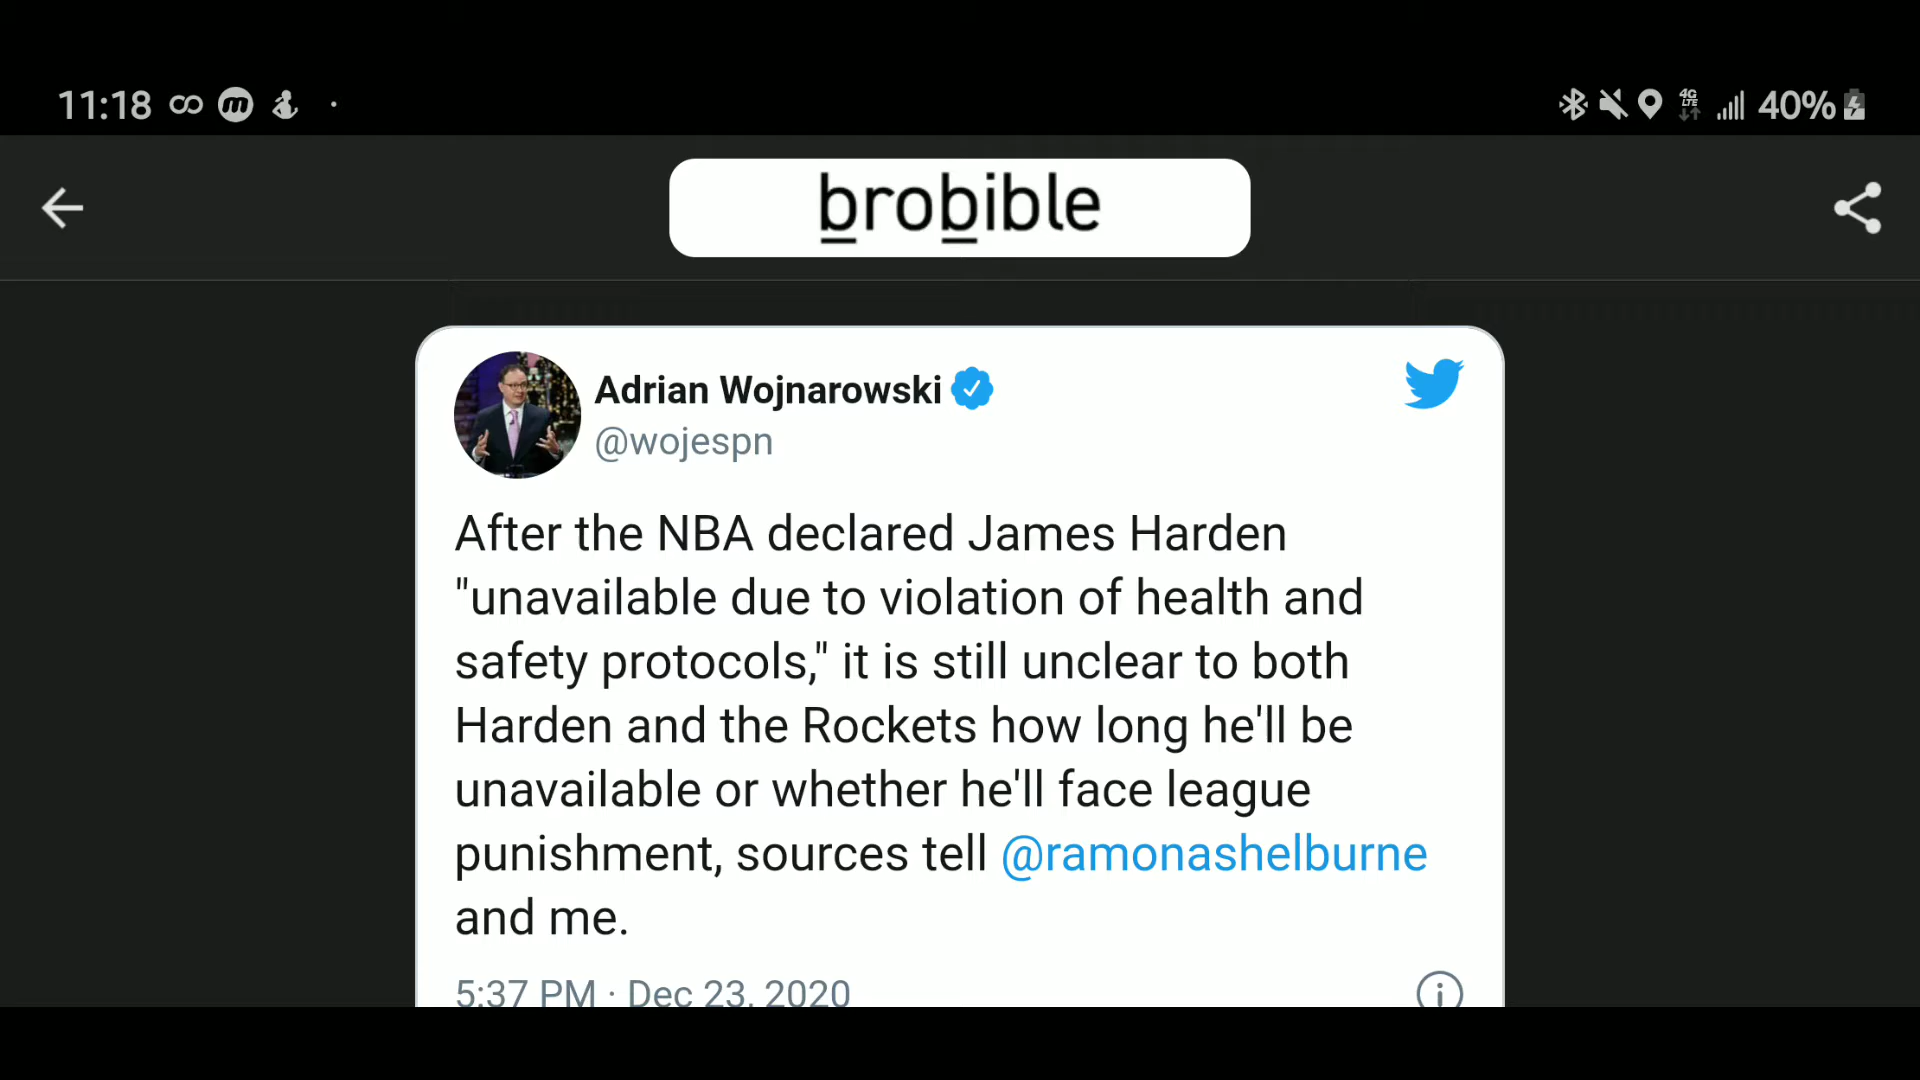 11:18
4G LTE 40%
brobible
Adrian Wojnarowski
@wojespn
After the NBA declared James Harden
"unavailable due to violation of health and
safety protocols," it is still unclear to both
Harden and the Rockets how long he'll be
unavailable or whether he'll face league
punishment, sources tell @ramonashelburne
and me.
5:37 PM · Dec 23, 2020